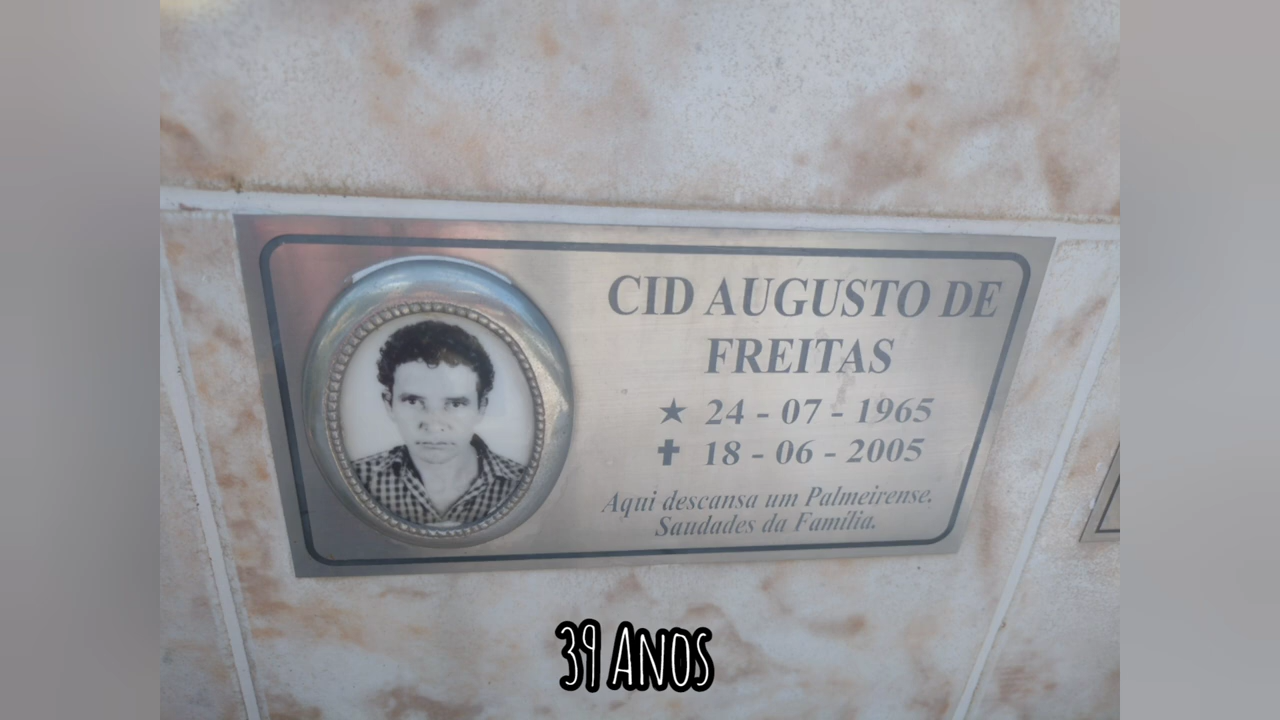 CID AUGUSTO DE
FREITAS
★ 24 - 07 - 1965
✝ 18 - 06 - 2005
Aqui descansa um Palmeirense.
Saudades da Família.
39 ANOS